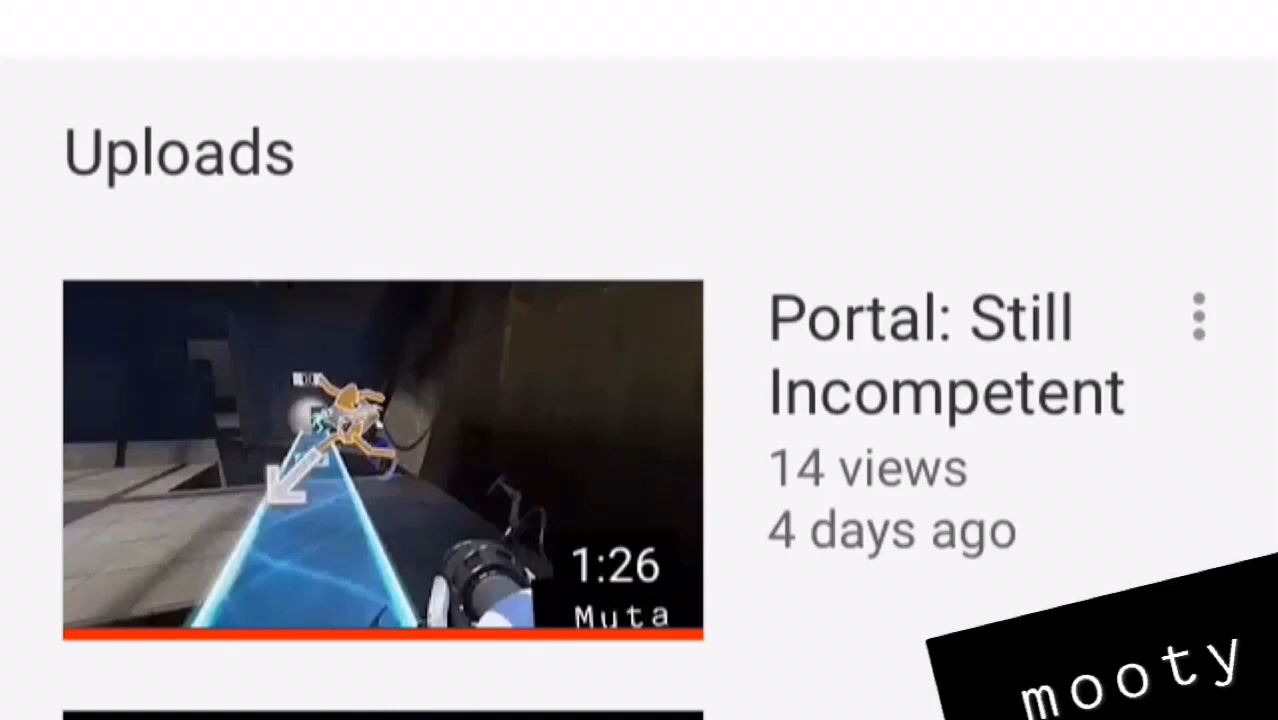 Uploads
Portal: Still
Incompetent
14 views
4 days ago
1:26
Muta
mooty